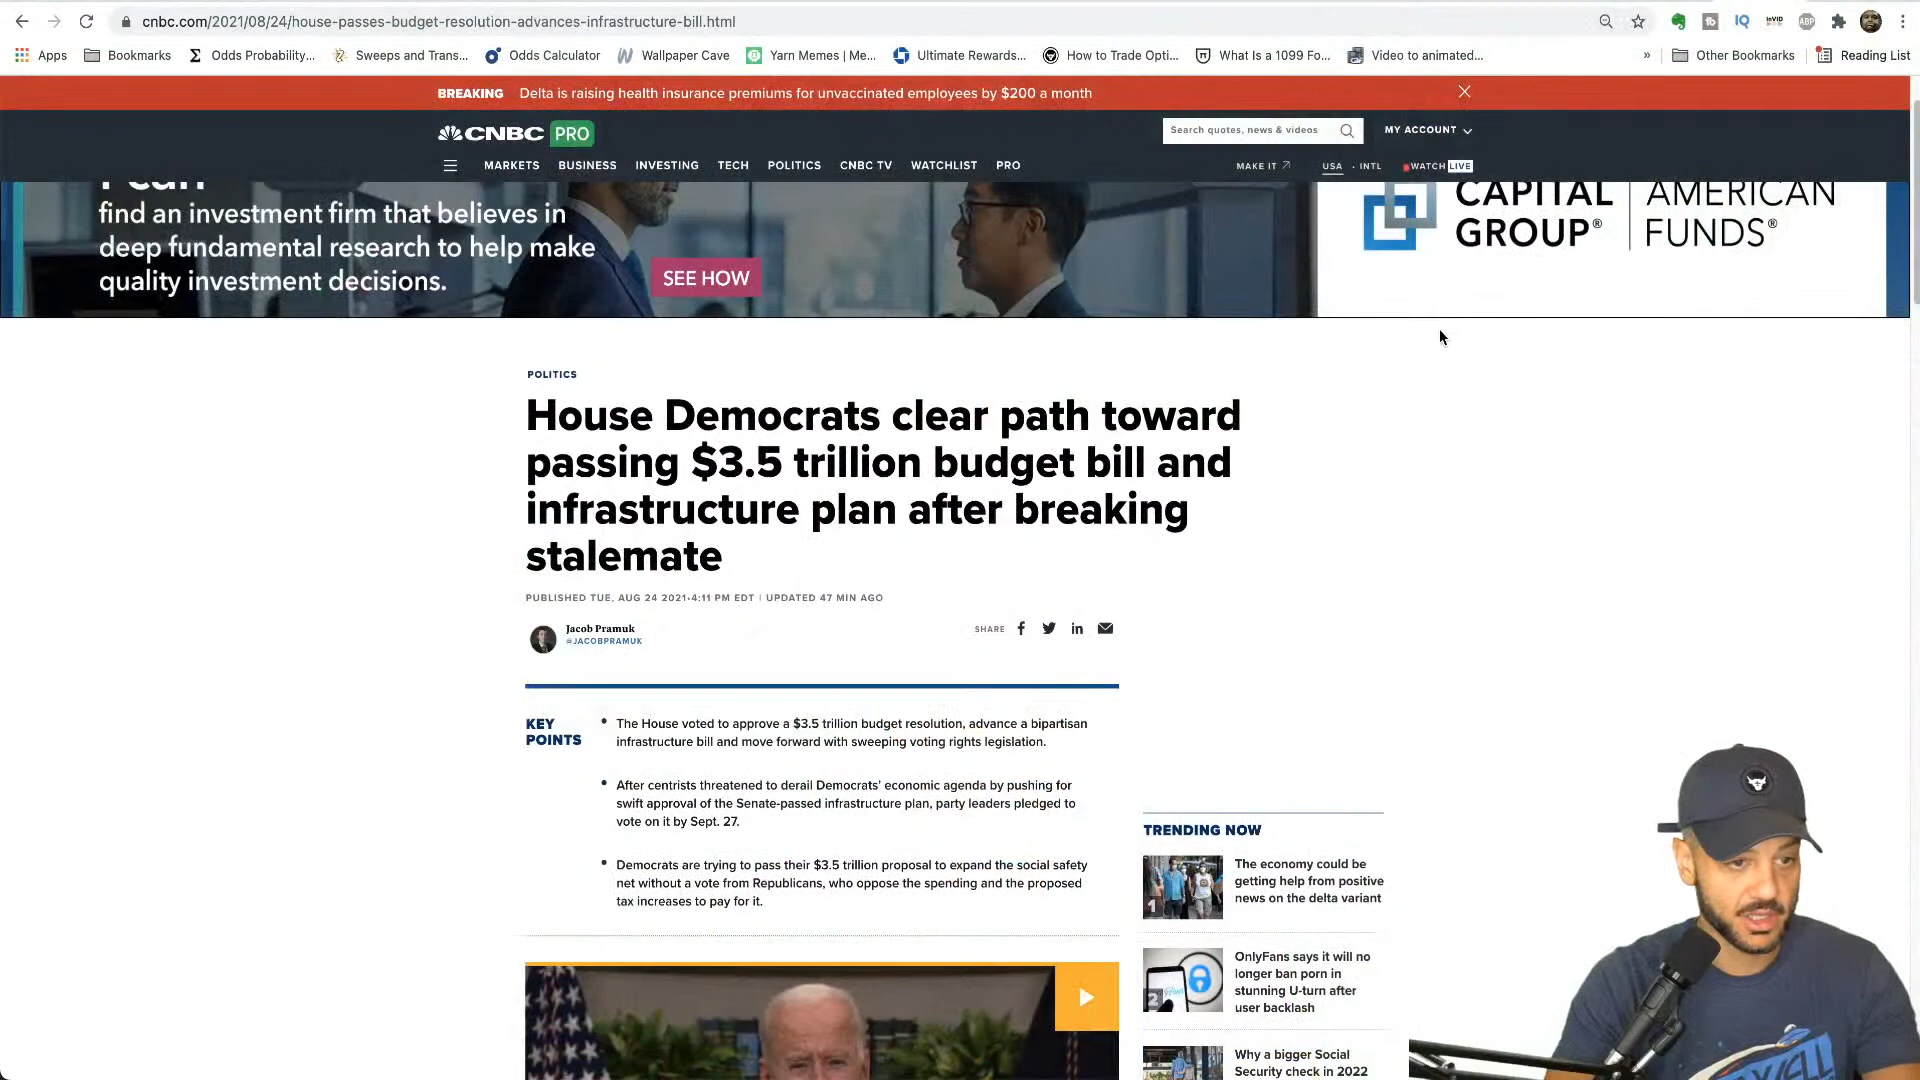 cnbc.com/2021/08/24/house-passes-budget-resolution-advances-infrastructure-bill.html
Apps Bookmarks Odds Probability... Sweeps and Trans... Odds Calculator Wallpaper Cave Yarn Memes | Me... Ultimate Rewards... How to Trade Opti... What Is a 1099 Fo... Video to animated... » Other Bookmarks Reading List
BREAKING Delta is raising health insurance premiums for unvaccinated employees by $200 a month
CNBC PRO
Search quotes, news & videos
MY ACCOUNT
MARKETS BUSINESS INVESTING TECH POLITICS CNBC TV WATCHLIST PRO
MAKE IT USA · INTL WATCH LIVE
I can
find an investment firm that believes in
deep fundamental research to help make
quality investment decisions.
SEE HOW
CAPITAL GROUP® | AMERICAN FUNDS®
POLITICS
House Democrats clear path toward
passing $3.5 trillion budget bill and
infrastructure plan after breaking
stalemate
PUBLISHED TUE, AUG 24 2021•4:11 PM EDT | UPDATED 47 MIN AGO
Jacob Pramuk
@JACOBPRAMUK
SHARE
KEY
POINTS
• The House voted to approve a $3.5 trillion budget resolution, advance a bipartisan
infrastructure bill and move forward with sweeping voting rights legislation.
• After centrists threatened to derail Democrats' economic agenda by pushing for
swift approval of the Senate-passed infrastructure plan, party leaders pledged to
vote on it by Sept. 27.
• Democrats are trying to pass their $3.5 trillion proposal to expand the social safety
net without a vote from Republicans, who oppose the spending and the proposed
tax increases to pay for it.
TRENDING NOW
1
The economy could be
getting help from positive
news on the delta variant
2
OnlyFans says it will no
longer ban porn in
stunning U-turn after
user backlash
Why a bigger Social
Security check in 2022